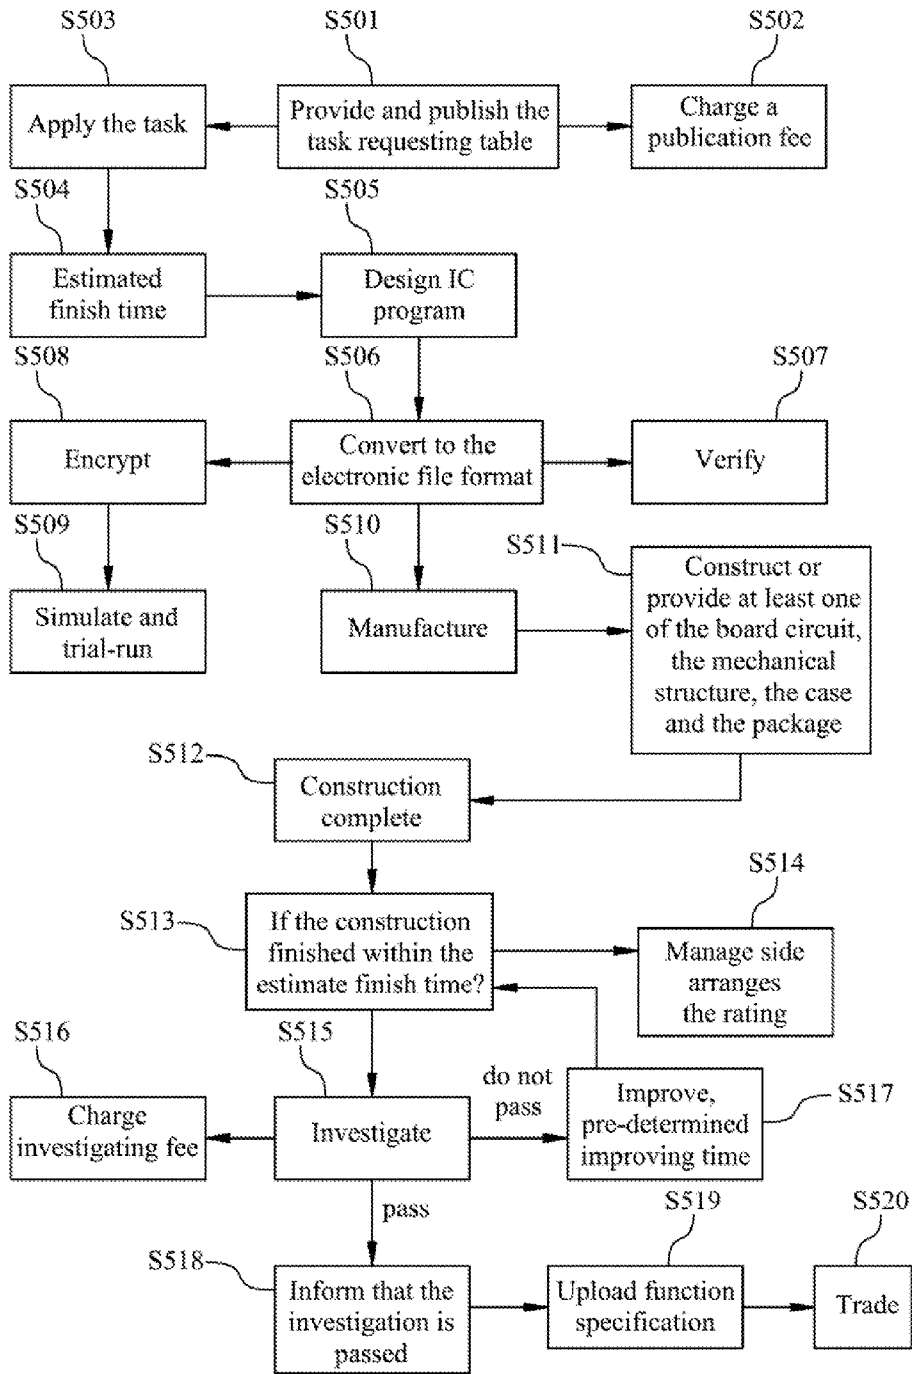 S503
S501
S502
Apply the task
Provide and publish the
task requesting table
Charge a
publication fee
S504
S505
Estimated
finish time
Design IC
program
S508
S506
S507
Encrypt
Convert to the
electronic file format
Verify
S509
S510
S511
Simulate and
trial-run
Manufacture
Construct or
provide at least one
of the board circuit,
the mechanical
structure, the case
and the package
S512
Construction
complete
S513
If the construction
finished within the
estimate finish time?
S514
Manage side
arranges
the rating
S516
S515
do not
pass
S517
Charge
investigating fee
Investigate
Improve,
pre-determined
improving time
pass
S518
S519
S520
Inform that the
investigation is
passed
Upload function
specification
Trade